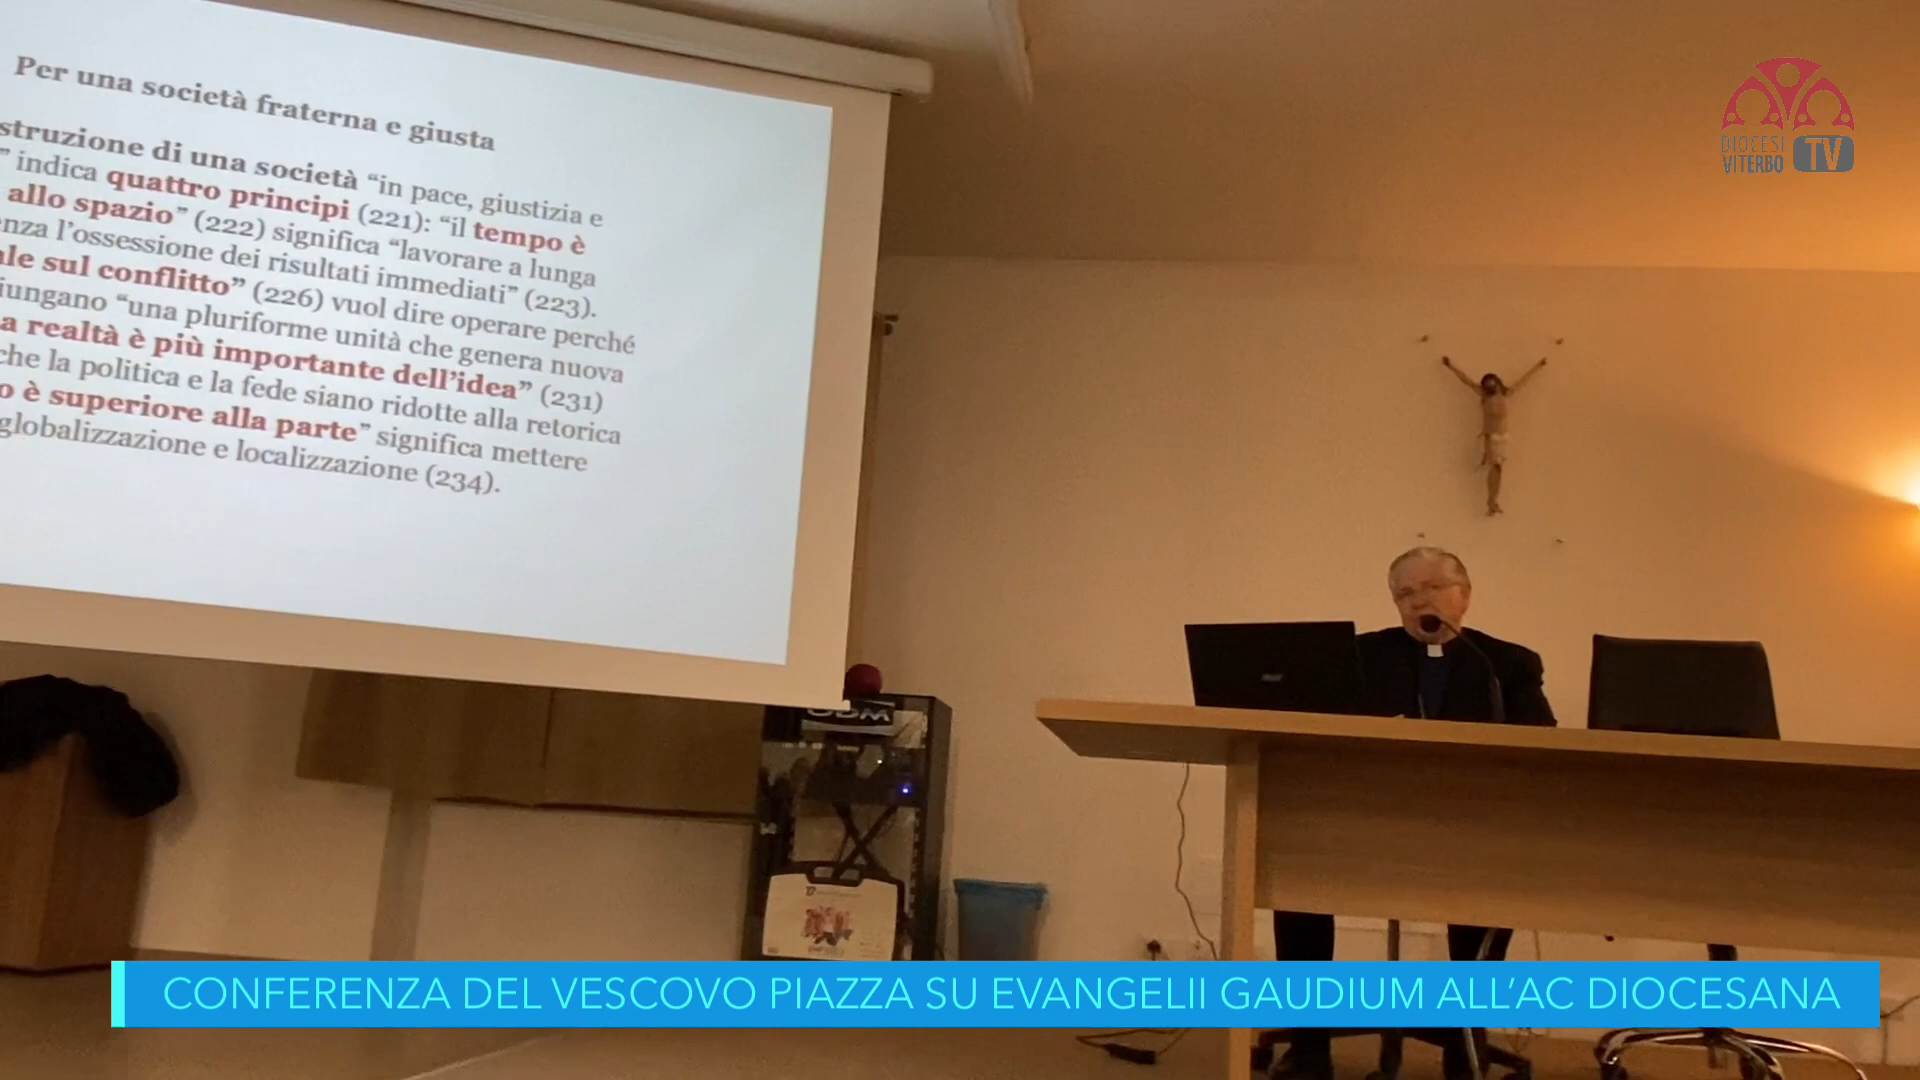 Per una società fraterna e giusta
struzione di una società “in pace, giustizia e
” indica quattro principi (221): “il tempo è
allo spazio” (222) significa “lavorare a lunga
nza l’ossessione dei risultati immediati” (223).
ale sul conflitto” (226) vuol dire operare perché
iungano “una pluriforme unità che genera nuova
a realtà è più importante dell’idea” (231)
che la politica e la fede siano ridotte alla retorica
o è superiore alla parte” significa mettere
globalizzazione e localizzazione (234).
DIOCESI
VITERBO TV
CONFERENZA DEL VESCOVO PIAZZA SU EVANGELII GAUDIUM ALL’AC DIOCESANA